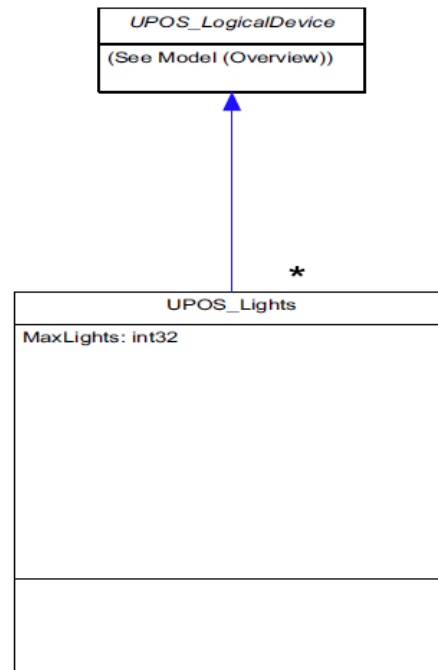 UPOS_LogicalDevice
(See Model (Overview))
*
UPOS_Lights
MaxLights: int32